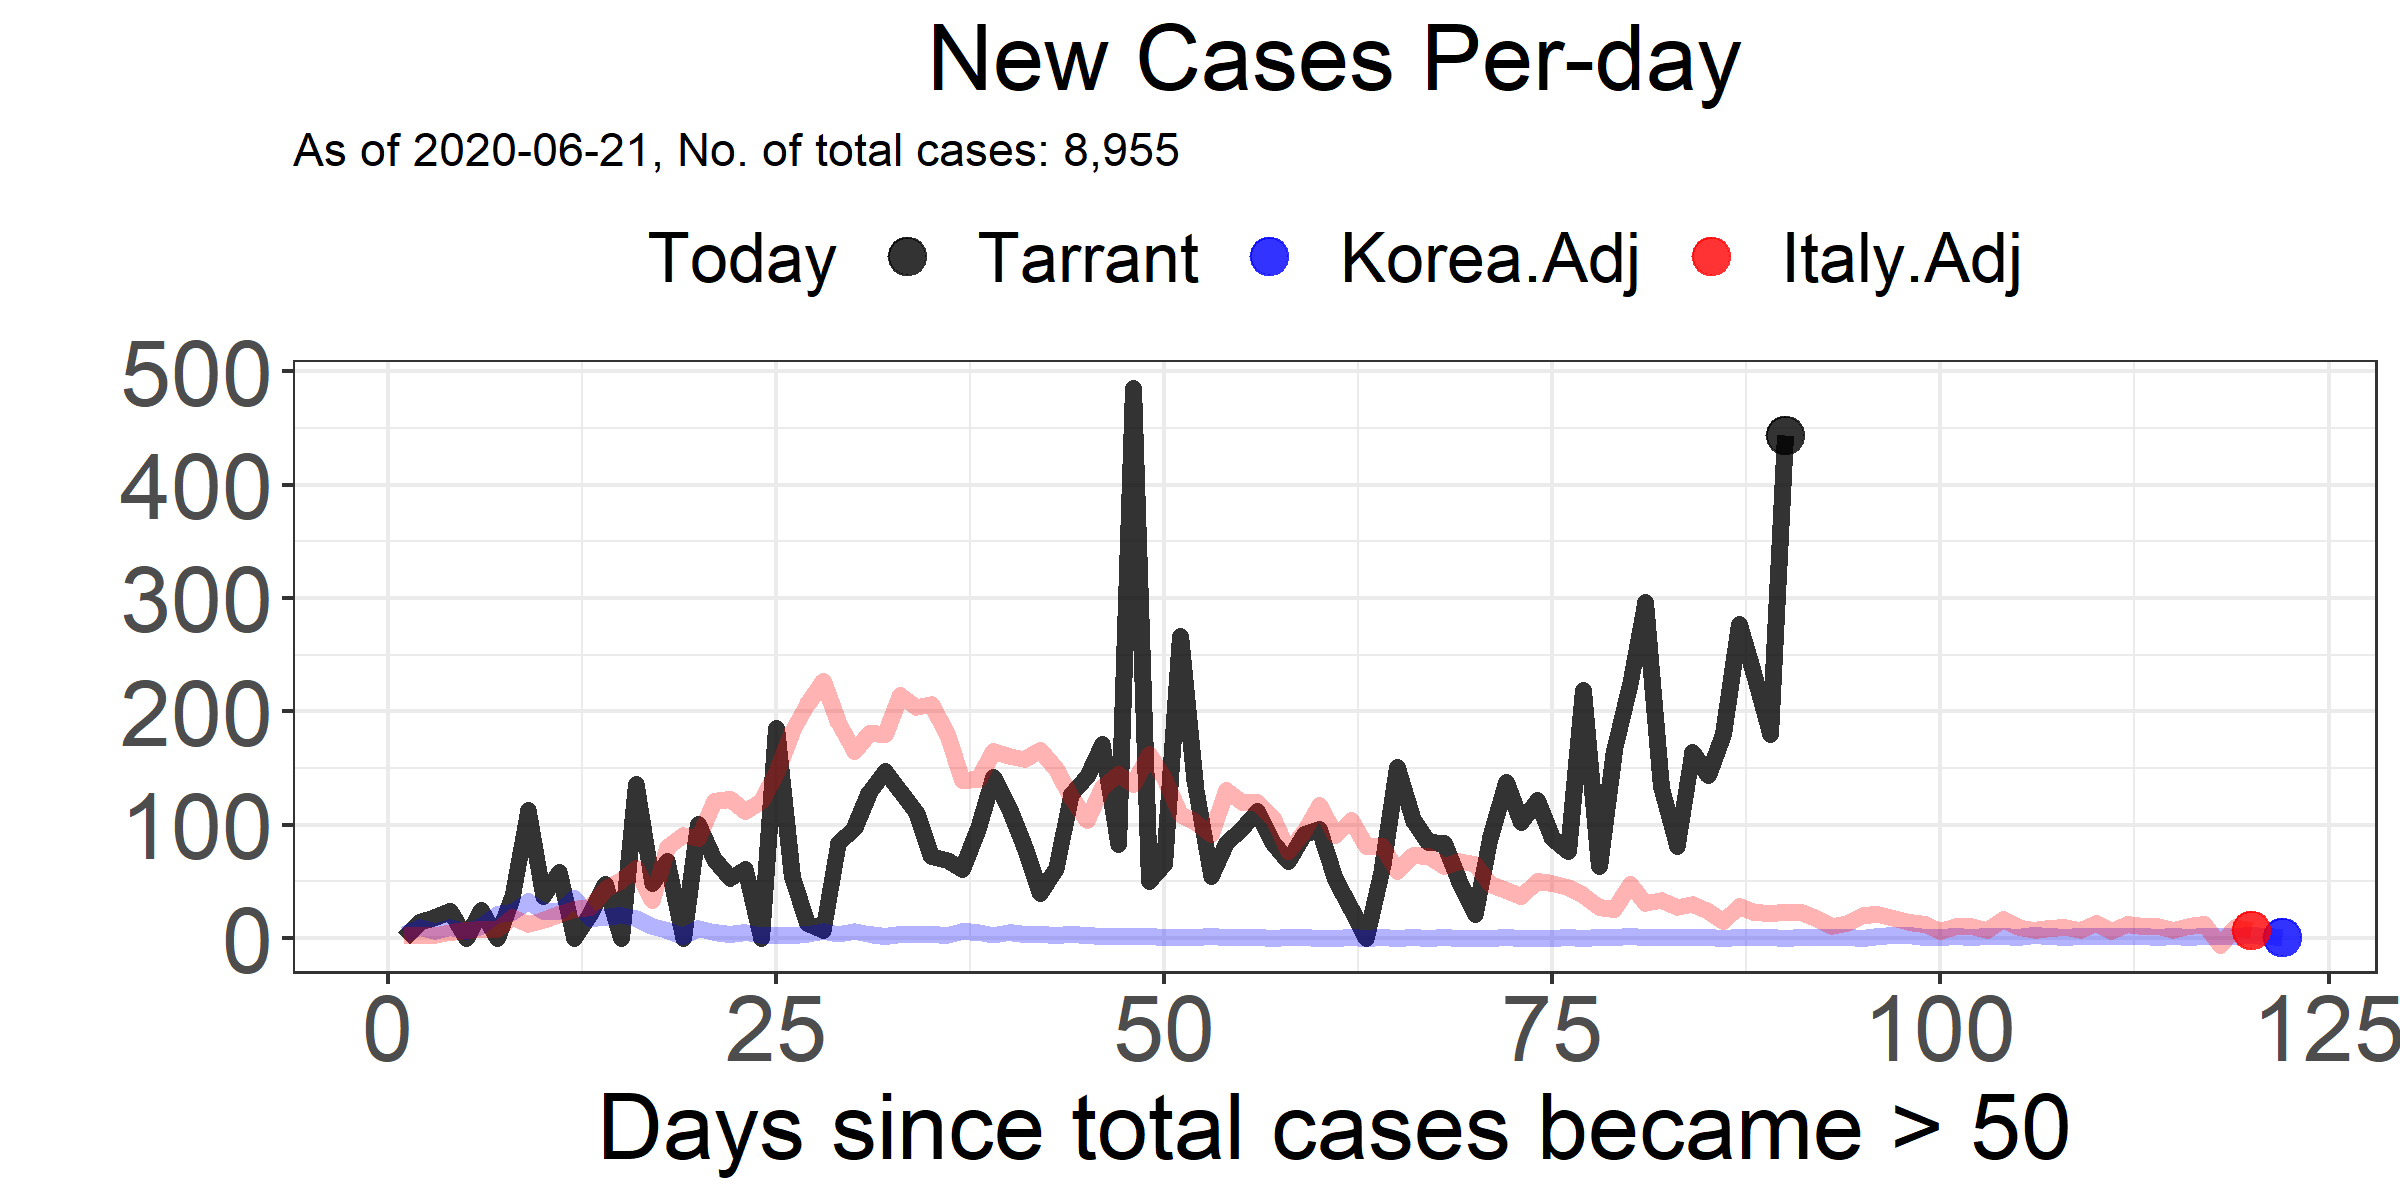 New Cases Per-day
As of 2020-06-21, No. of total cases: 8,955
Today Tarrant Korea.Adj Italy.Adj
500
400
300
200
100
0
0 25 50 75 100 125
Days since total cases became > 50